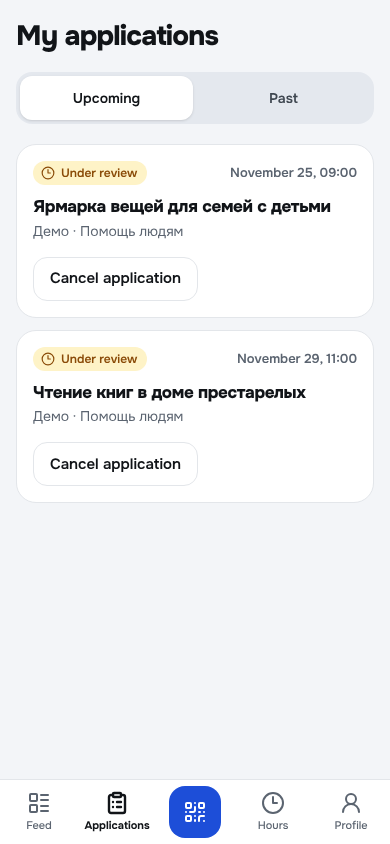 My applications
Upcoming
Past
Under review
November 25, 09:00
Ярмарка вещей для семей с детьми
Демо · Помощь людям
Cancel application
Under review
November 29, 11:00
Чтение книг в доме престарелых
Демо · Помощь людям
Cancel application
Feed
Applications
Hours
Profile